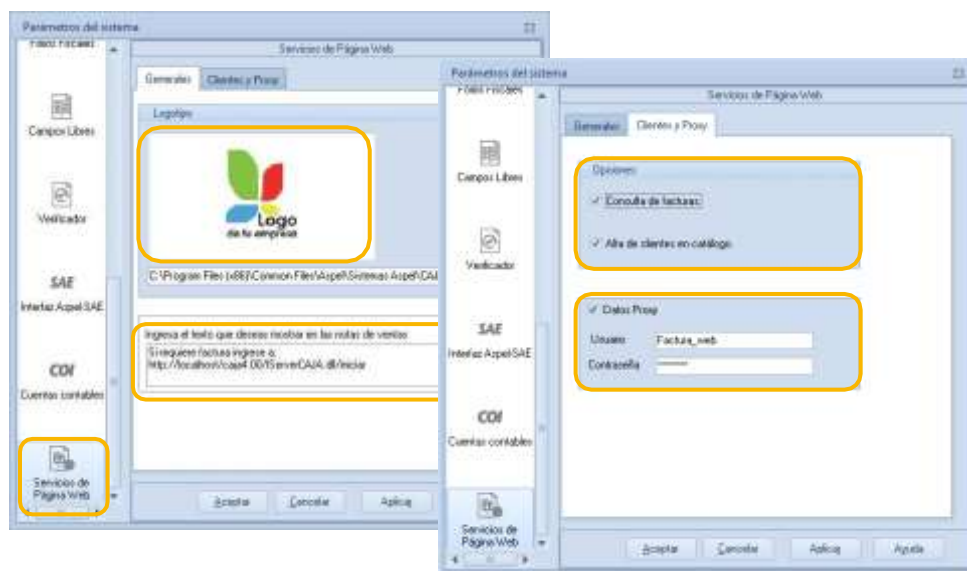 Parámetros del sistema
Folios Fiscales
Campos Libres
Verificador
SAE
Interfaz Aspel SAE
COI
Cuentas contables
Servicios de
Página Web
Servicios de Página Web
Generales Clientes y Proxy
Logotipo
Logo
de tu empresa
C:\Program Files (x86)\Common Files\Aspel\Sistemas Aspel\CAJ
Ingresa el texto que deseas mostrar en las notas de ventas
Si requiere factura ingrese a:
http://localhost/caja4.00/IServerCAJA.dll/Iniciar
Aceptar Cancelar Aplicar
Parámetros del sistema
Folios Fiscales
Campos Libres
Verificador
SAE
Interfaz Aspel SAE
COI
Cuentas contables
Servicios de
Página Web
Servicios de Página Web
Generales Clientes y Proxy
Opciones
Consulta de facturas
Alta de clientes en catálogo
Datos Proxy
Usuario Factura_web
Contraseña
Aceptar Cancelar Aplicar Ayuda